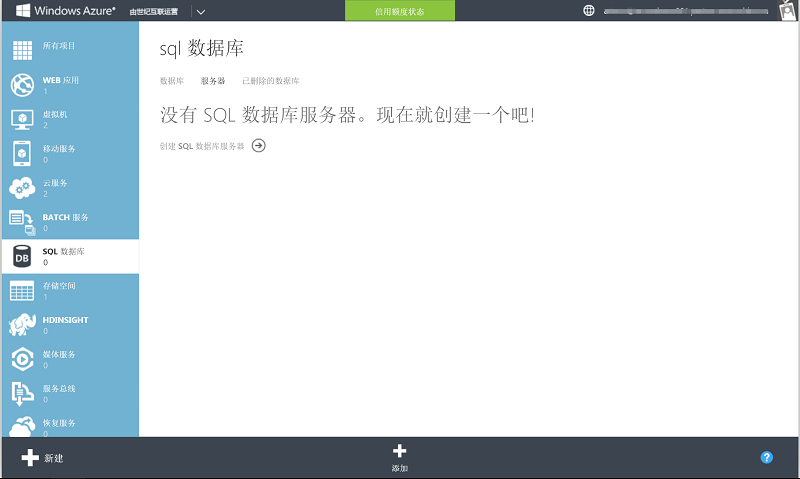 Windows Azure® 由世纪互联运营
信用额度状态
所有项目
WEB 应用
1
虚拟机
2
移动服务
0
云服务
2
BATCH 服务
0
DB
SQL 数据库
0
存储空间
1
HDINSIGHT
0
媒体服务
0
服务总线
0
恢复服务
0
sql 数据库
数据库 服务器 已删除的数据库
没有 SQL 数据库服务器。现在就创建一个吧!
创建 SQL 数据库服务器
新建
添加
?